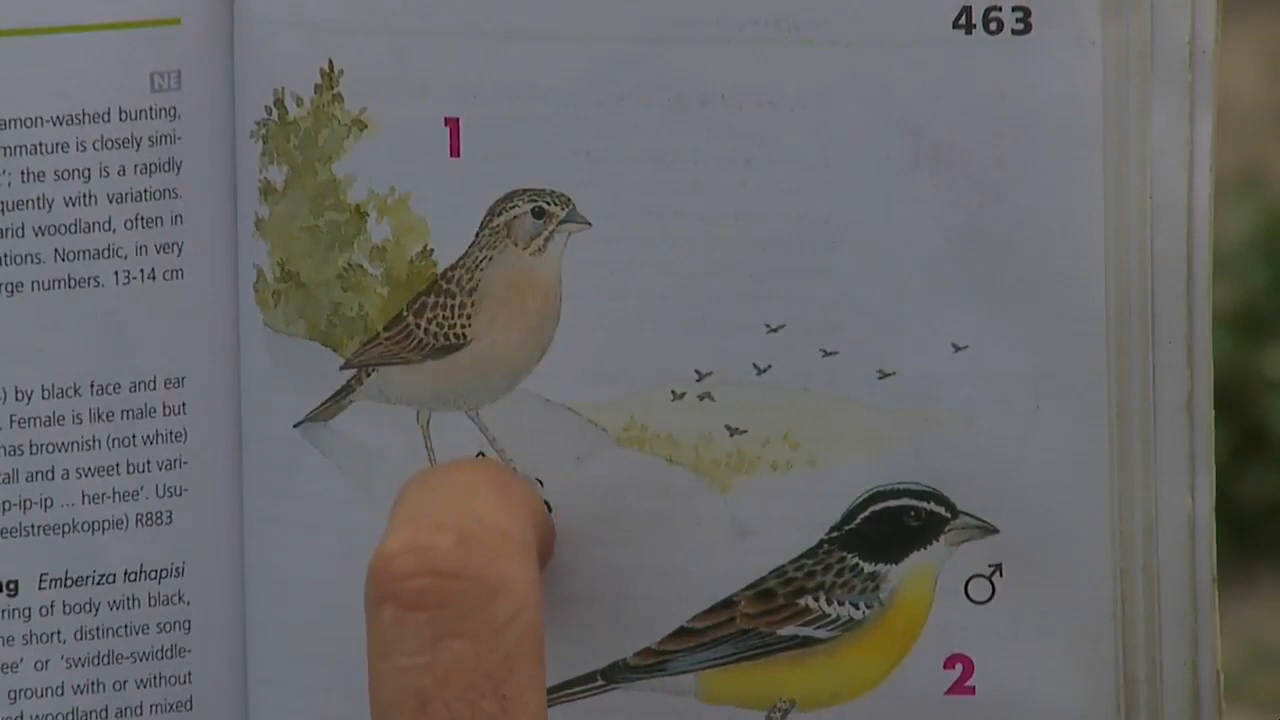 463
NE
amon-washed bunting,
mmature is closely simi-
'; the song is a rapidly
quently with variations.
arid woodland, often in
ations. Nomadic, in very
rge numbers. 13-14 cm
1
) by black face and ear
. Female is like male but
has brownish (not white)
call and a sweet but vari-
p-ip-ip ... her-hee'. Usu-
eelstreepkoppie) R883
ng Emberiza tahapisi
ring of body with black,
he short, distinctive song
ee' or 'swiddle-swiddle-
ground with or without
woodland and mixed
♂
2